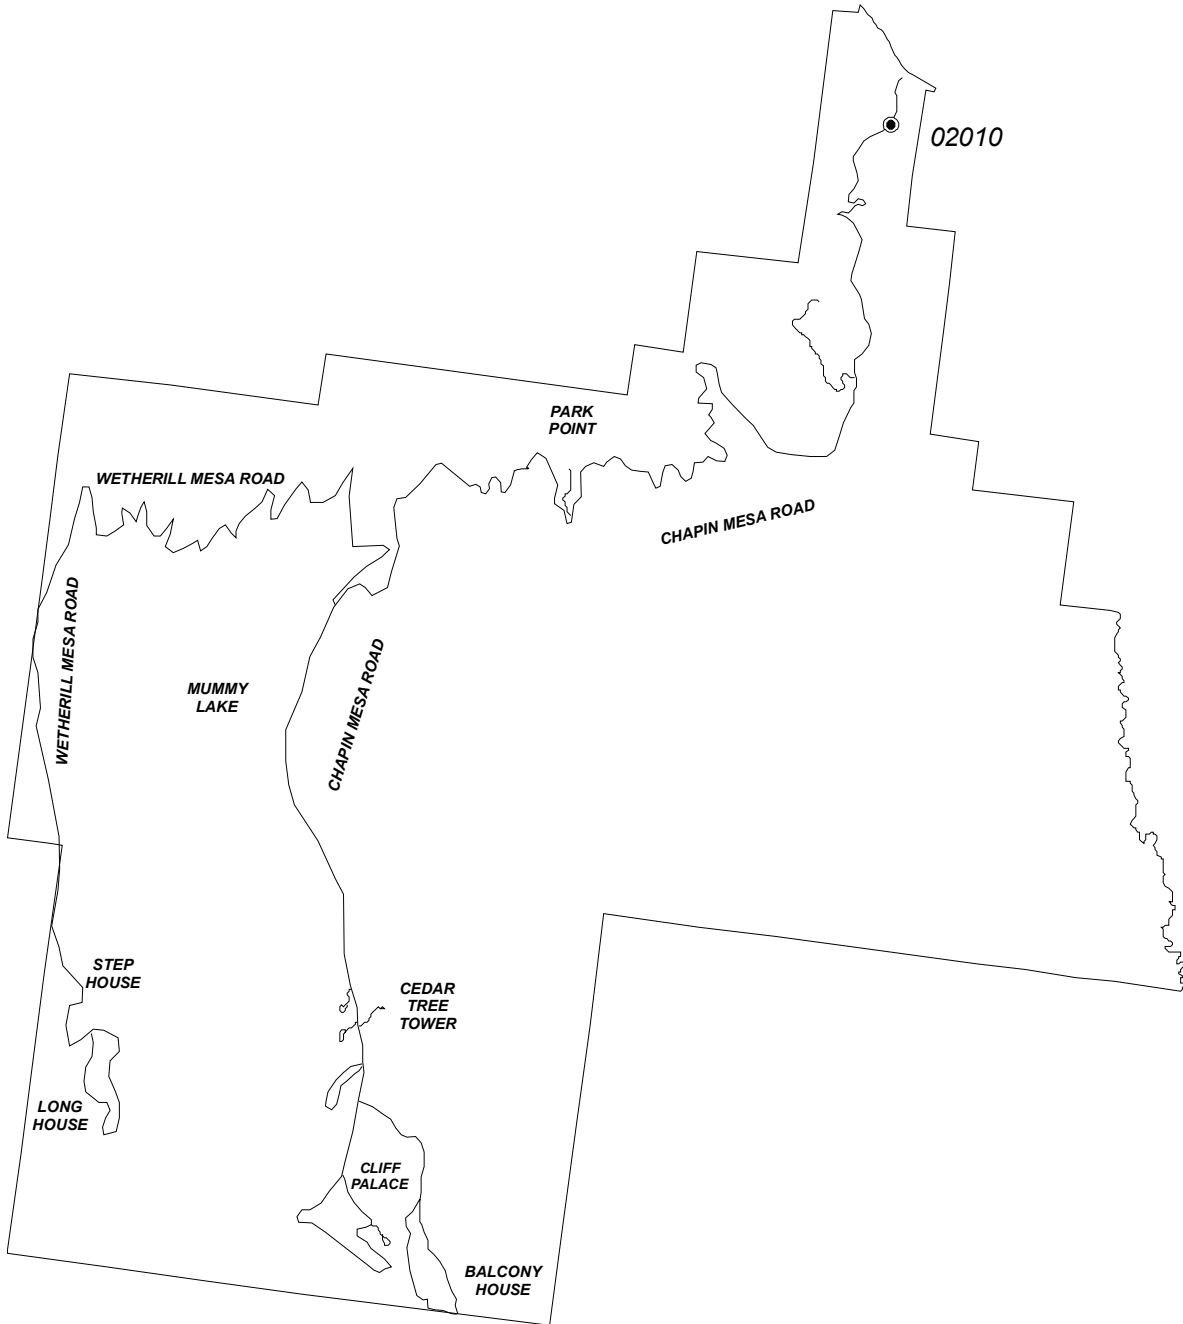 02010
PARK
POINT
WETHERILL MESA ROAD
CHAPIN MESA ROAD
WETHERILL MESA ROAD
CHAPIN MESA ROAD
MUMMY
LAKE
STEP
HOUSE
CEDAR
TREE
TOWER
LONG
HOUSE
CLIFF
PALACE
BALCONY
HOUSE